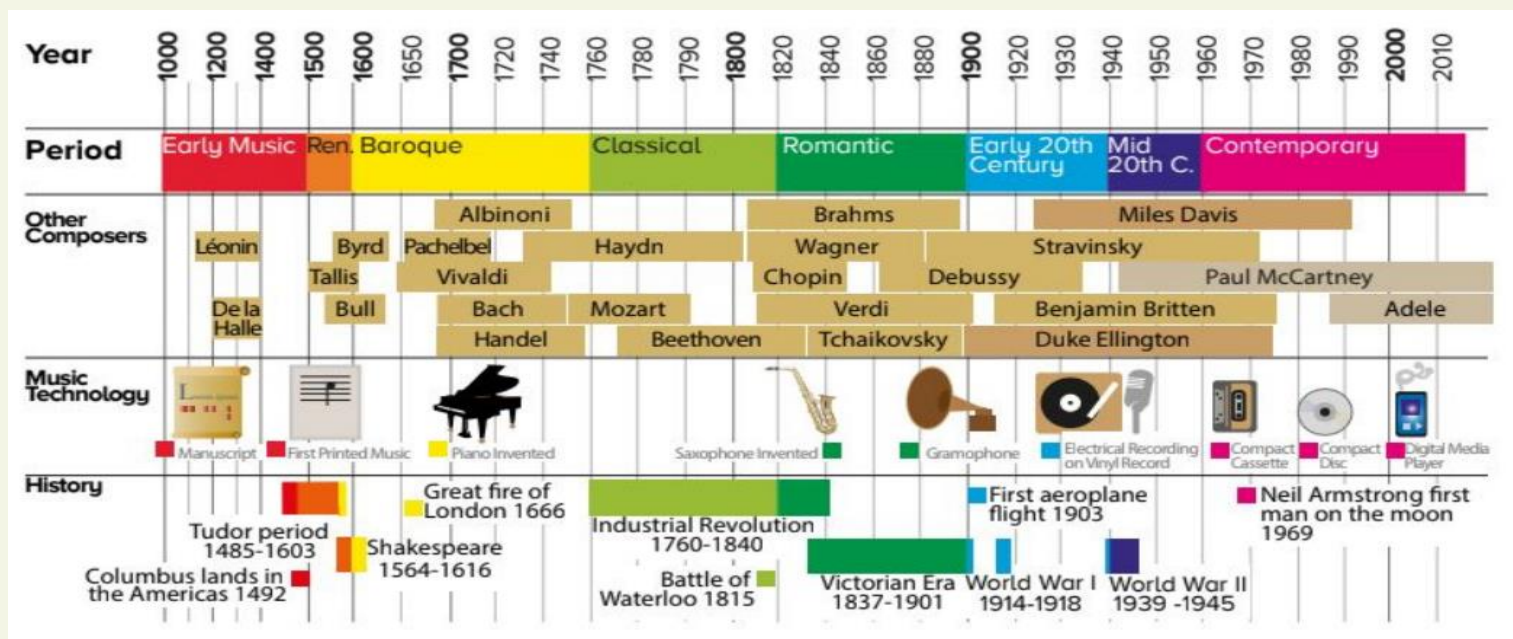 Year
1000 1200 1400 1500 1600 1650 1700 1720 1740 1760 1780 1790 1800 1820 1840 1860 1880 1900 1920 1930 1940 1950 1960 1970 1980 1990 2000 2010
Period
Early Music Ren. Baroque Classical Romantic Early 20th Century Mid 20th C. Contemporary
Other
Composers
Albinoni Brahms Miles Davis
Léonin Byrd Pachelbel Haydn Wagner Stravinsky
Tallis Vivaldi Chopin Debussy Paul McCartney
De la
Halle
Bull Bach Mozart Verdi Benjamin Britten Adele
Handel Beethoven Tchaikovsky Duke Ellington
Music
Technology
Manuscript
First Printed Music
Piano Invented
Saxophone Invented
Gramophone
Electrical Recording
on Vinyl Record
Compact
Cassette
Compact
Disc
Digital Media
Player
History
Tudor period
1485-1603
Great fire of
London 1666
Shakespeare
1564-1616
Columbus lands in
the Americas 1492
Industrial Revolution
1760-1840
Battle of
Waterloo 1815
Victorian Era
1837-1901
First aeroplane
flight 1903
World War I
1914-1918
World War II
1939 -1945
Neil Armstrong first
man on the moon
1969